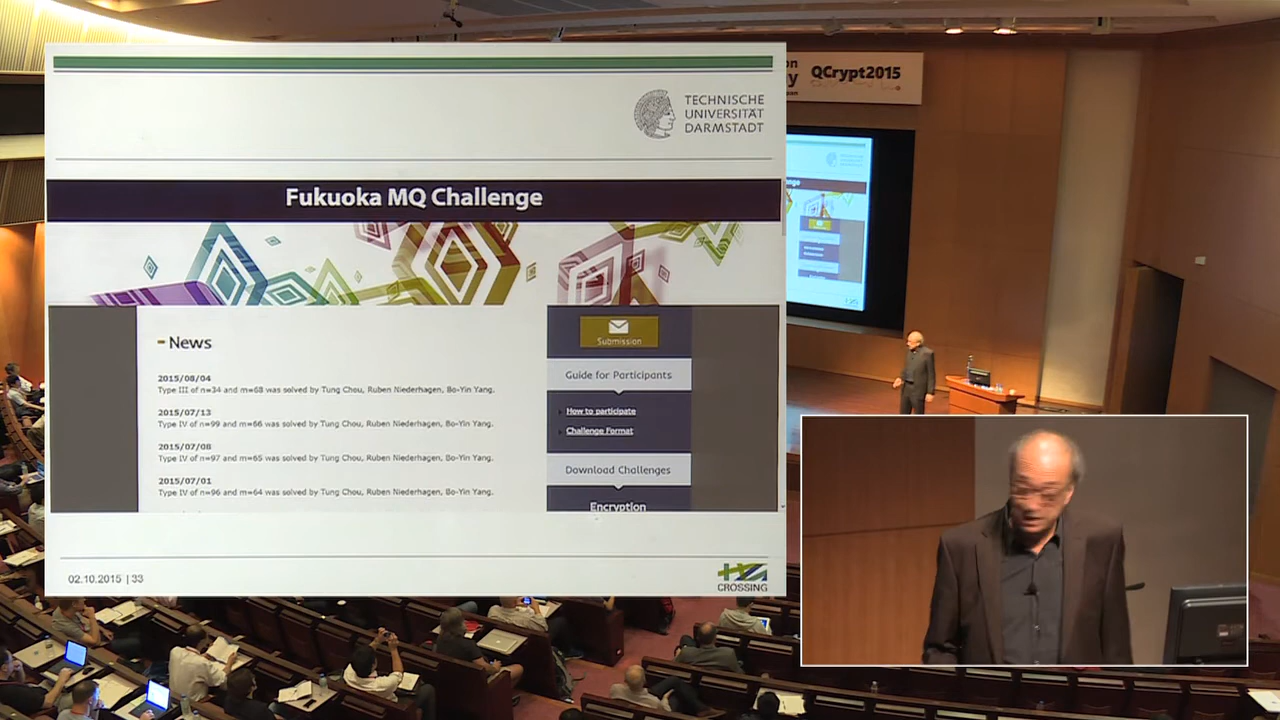 TECHNISCHE
UNIVERSITÄT
DARMSTADT
Fukuoka MQ Challenge
News
2015/08/04
Type III of n=34 and m=68 was solved by Tung Chou, Ruben Niederhagen, Bo-Yin Yang.
2015/07/13
Type IV of n=99 and m=66 was solved by Tung Chou, Ruben Niederhagen, Bo-Yin Yang.
2015/07/08
Type IV of n=97 and m=65 was solved by Tung Chou, Ruben Niederhagen, Bo-Yin Yang.
2015/07/01
Type IV of n=96 and m=64 was solved by Tung Chou, Ruben Niederhagen, Bo-Yin Yang.
Submission
Guide for Participants
How to participate
Challenge Format
Download Challenges
Encryption
02.10.2015 | 33
CROSSING
QCrypt2015